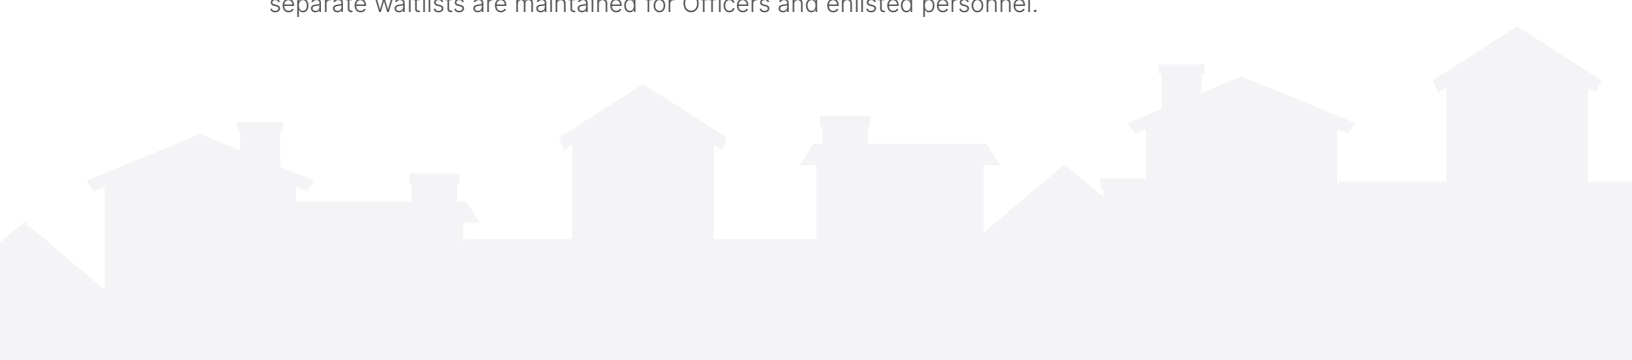 separate waitlists are maintained for Officers and enlisted personnel.